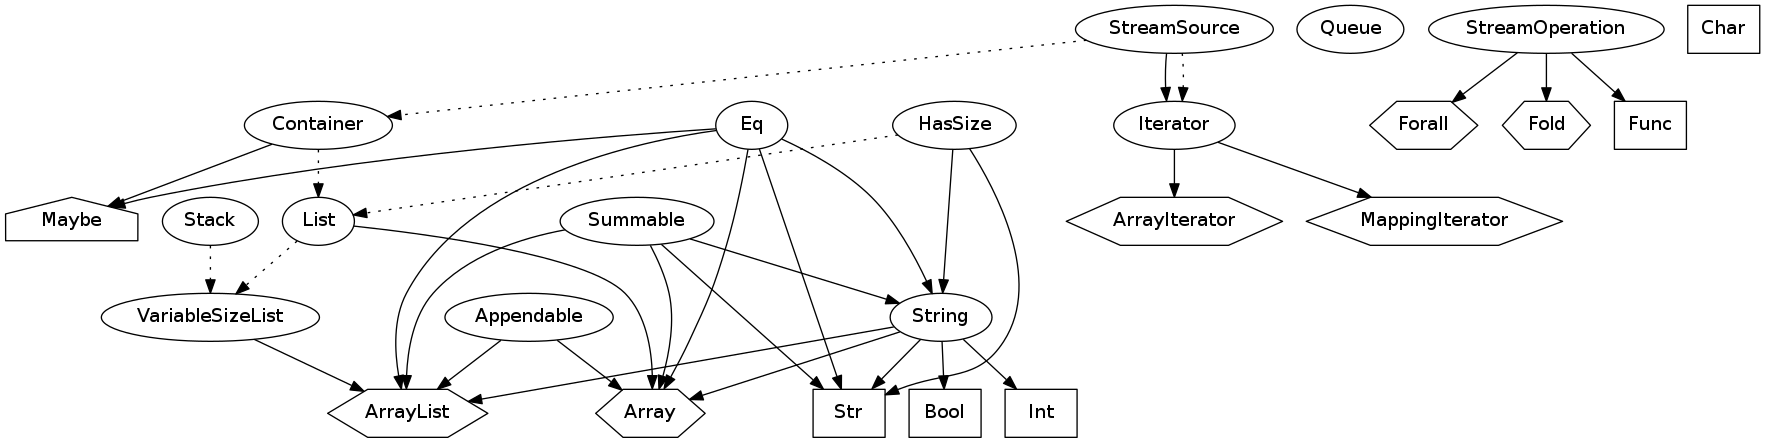 StreamSource
Queue
StreamOperation
Char
Container
Eq
HasSize
Iterator
Forall
Fold
Func
Maybe
Stack
List
Summable
ArrayIterator
MappingIterator
VariableSizeList
Appendable
String
ArrayList
Array
Str
Bool
Int